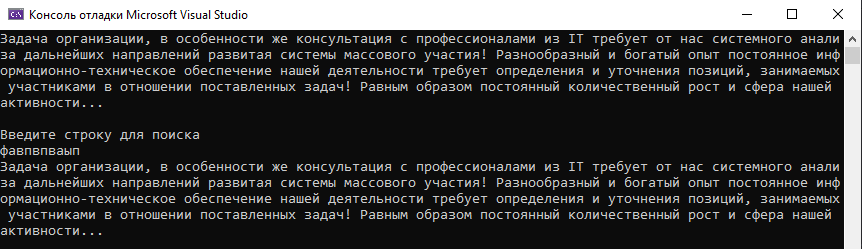 Консоль отладки Microsoft Visual Studio
Задача организации, в особенности же консультация с профессионалами из IT требует от нас системного анали
за дальнейших направлений развитая системы массового участия! Разнообразный и богатый опыт постоянное инф
ормационно-техническое обеспечение нашей деятельности требует определения и уточнения позиций, занимаемых
участниками в отношении поставленных задач! Равным образом постоянный количественный рост и сфера нашей
активности...
Введите строку для поиска
фавпвпваып
Задача организации, в особенности же консультация с профессионалами из IT требует от нас системного анали
за дальнейших направлений развитая системы массового участия! Разнообразный и богатый опыт постоянное инф
ормационно-техническое обеспечение нашей деятельности требует определения и уточнения позиций, занимаемых
участниками в отношении поставленных задач! Равным образом постоянный количественный рост и сфера нашей
активности...